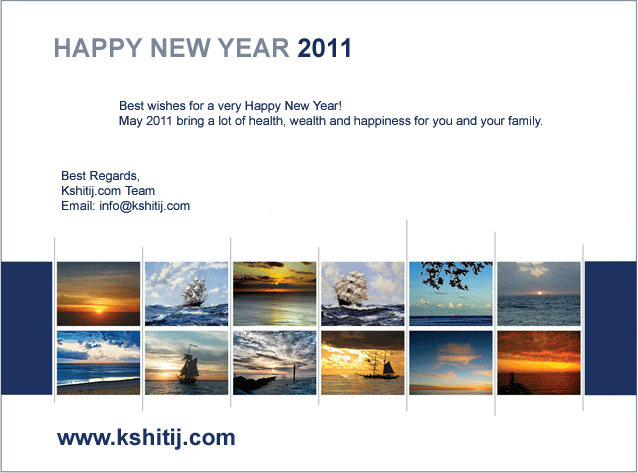 HAPPY NEW YEAR 2011
Best wishes for a very Happy New Year!
May 2011 bring a lot of health, wealth and happiness for you and your family.
Best Regards,
Kshitij.com Team
Email: info@kshitij.com
www.kshitij.com